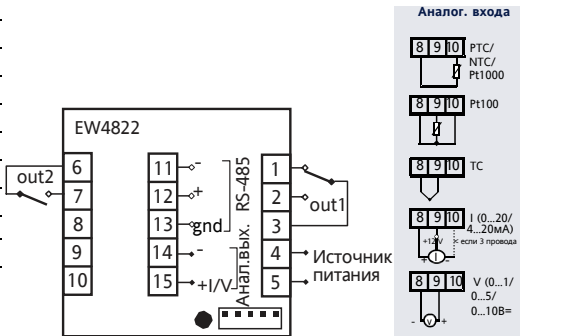 Аналог. входа
8 9 10 PTC/
NTC/
Pt1000
8 9 10 Pt100
8 9 10 TC
8 9 10 I (0...20/
4...20мА)
+12 V < если 3 провода
+ I -
8 9 10 V (0...1/
0...5/
0...10В=
- V +
EW4822
out2
6
7
8
9
10
11 -
12 +
13 gnd
14 -
15 +I/V
RS-485
Анал.вых.
1
2
3
4
5
out1
Источник
питания